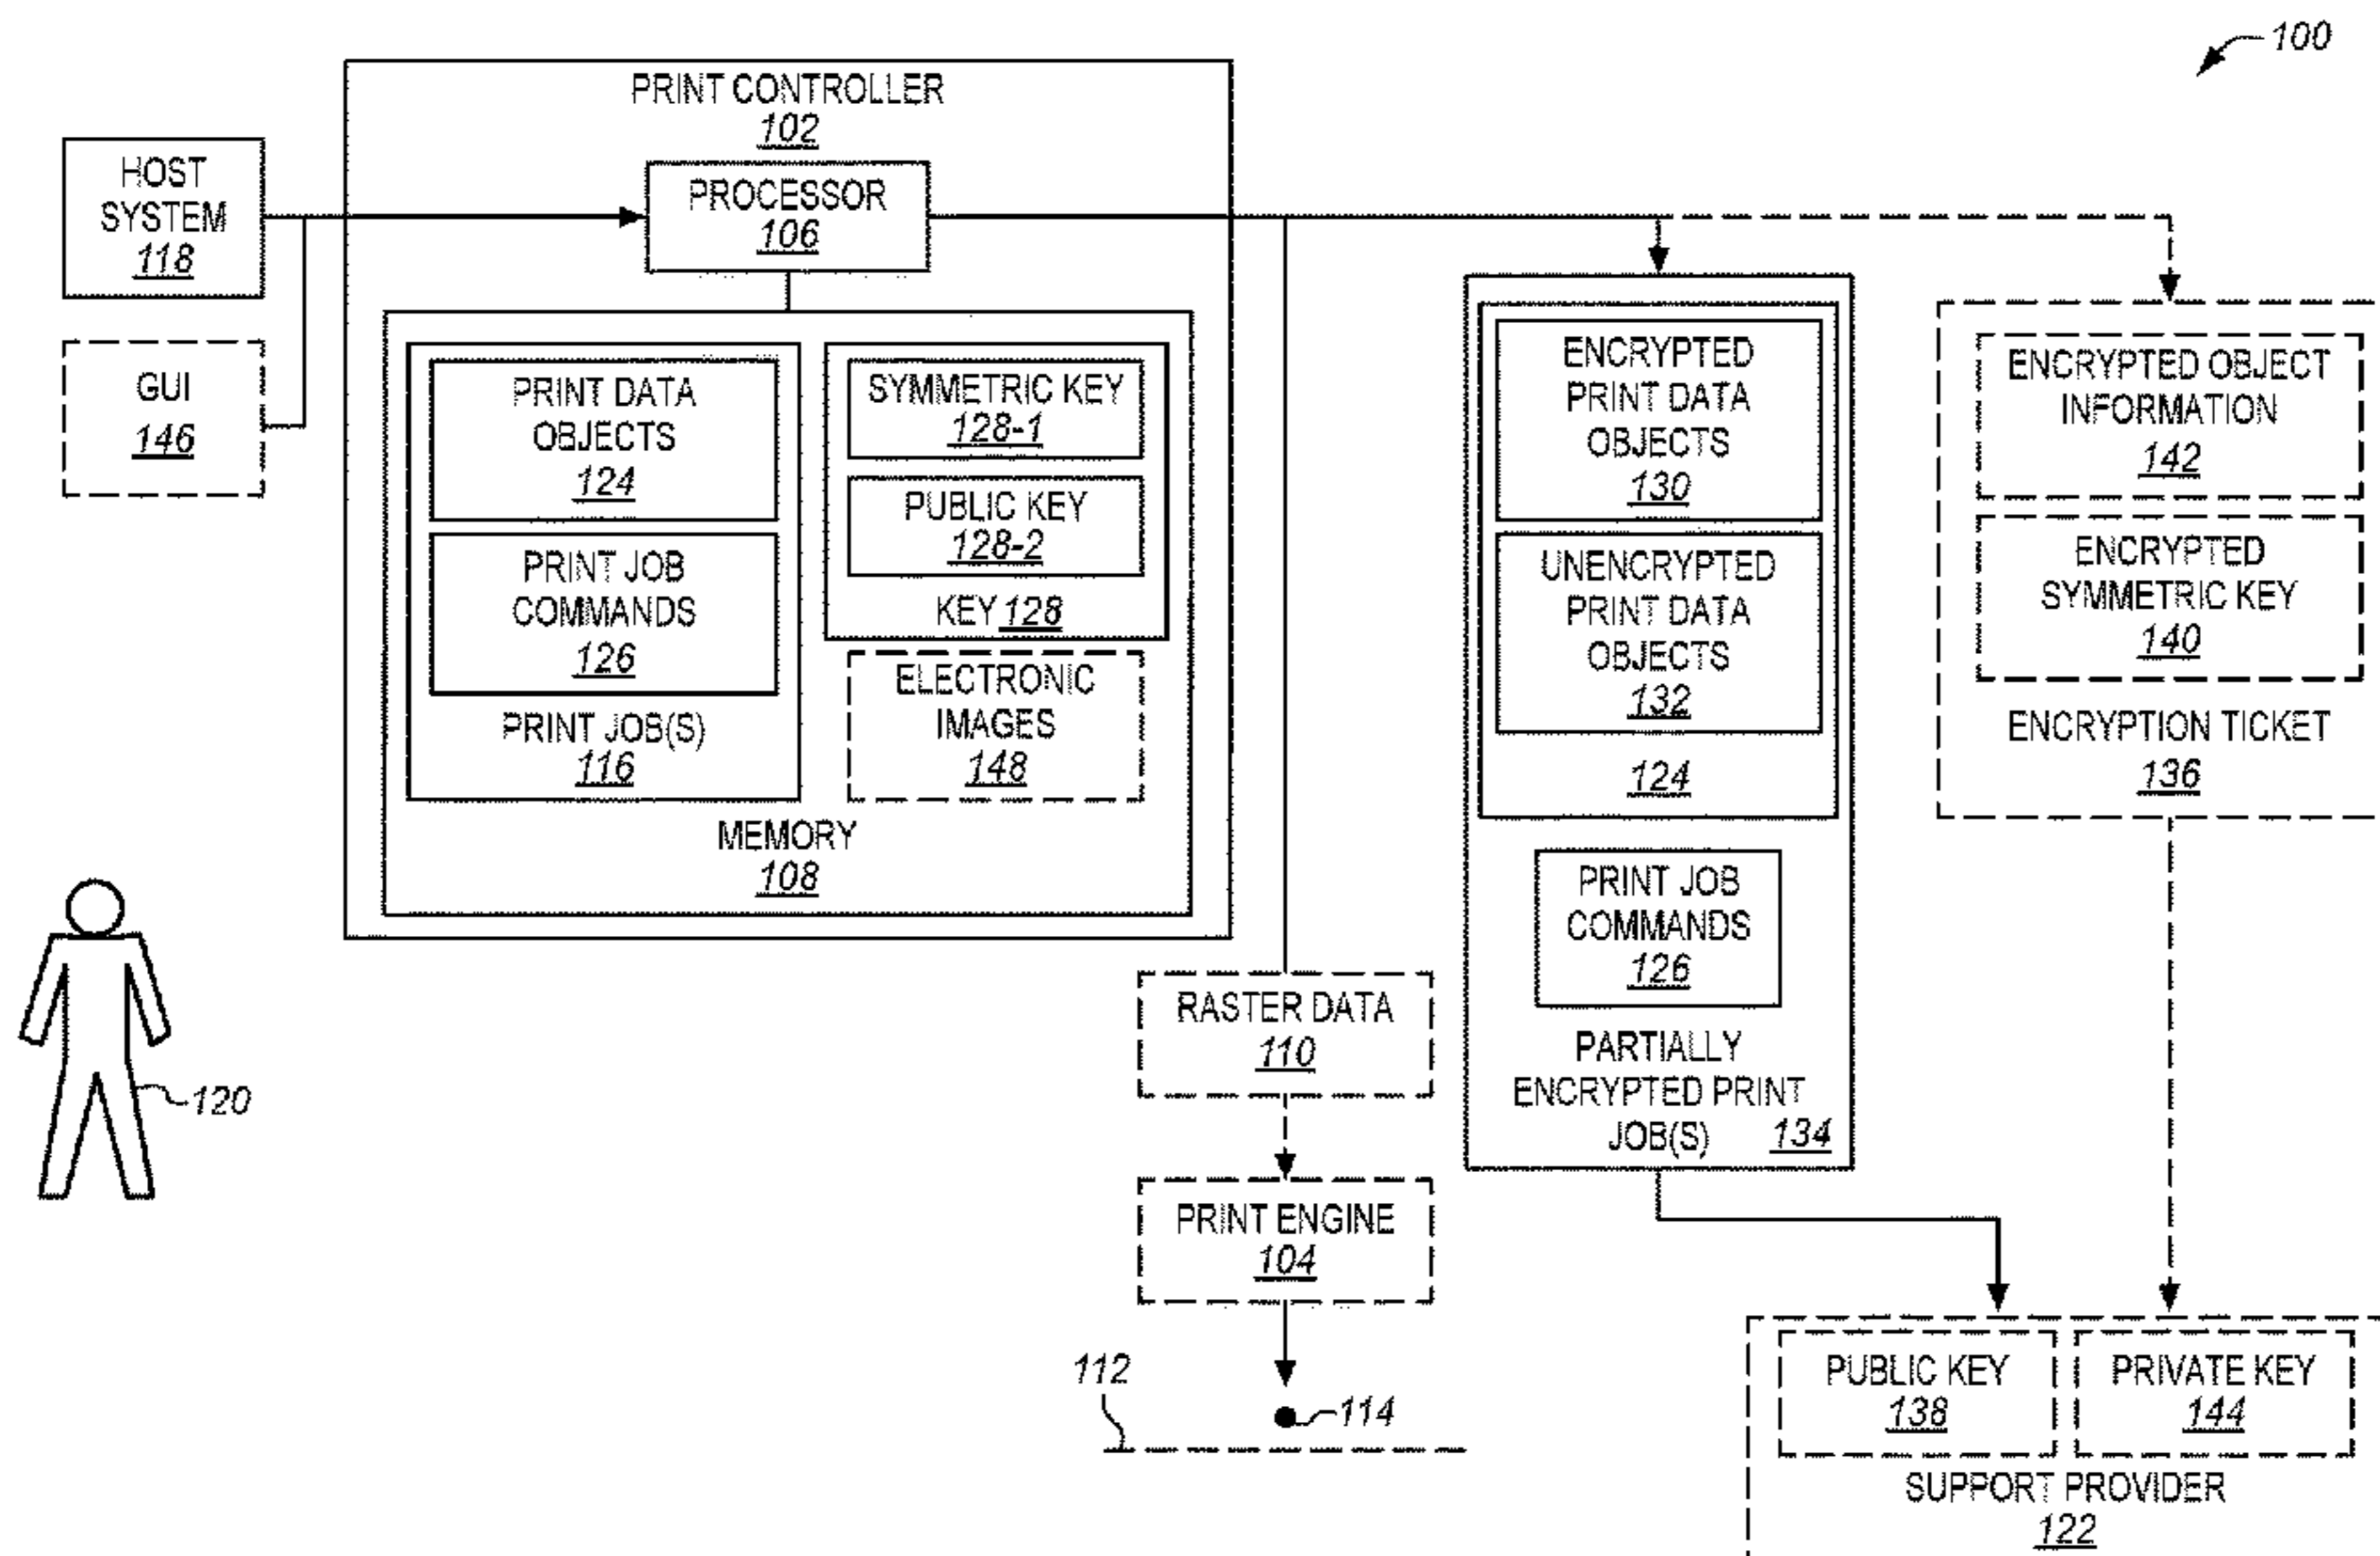 100
PRINT CONTROLLER
102
HOST
SYSTEM
118
PROCESSOR
106
GUI
146
PRINT DATA
OBJECTS
124
PRINT JOB
COMMANDS
126
PRINT JOB(S)
116
SYMMETRIC KEY
128-1
PUBLIC KEY
128-2
KEY 128
ELECTRONIC
IMAGES
148
MEMORY
108
120
RASTER DATA
110
PRINT ENGINE
104
112
114
ENCRYPTED
PRINT DATA
OBJECTS
130
UNENCRYPTED
PRINT DATA
OBJECTS
132
124
PRINT JOB
COMMANDS
126
PARTIALLY
ENCRYPTED PRINT
JOB(S) 134
ENCRYPTED OBJECT
INFORMATION
142
ENCRYPTED
SYMMETRIC KEY
140
ENCRYPTION TICKET
136
PUBLIC KEY
138
PRIVATE KEY
144
SUPPORT PROVIDER
122